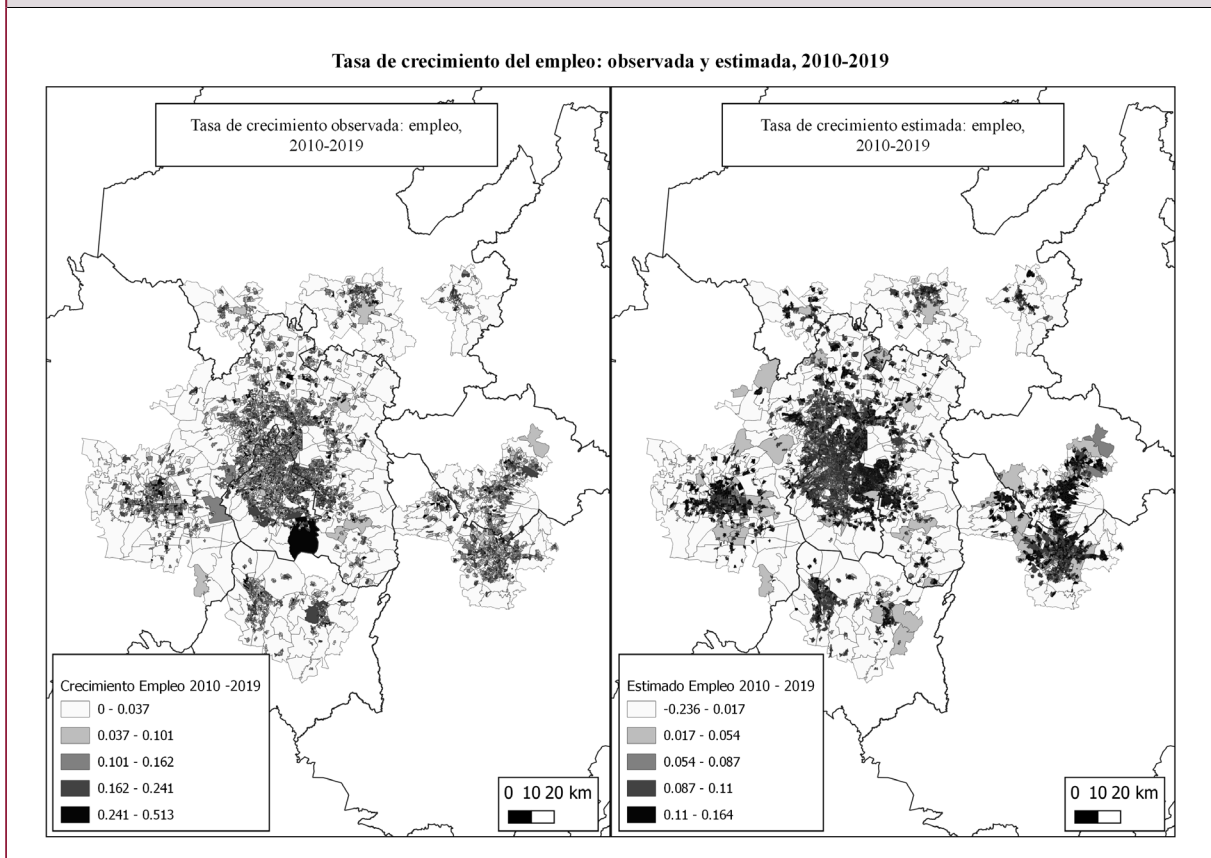 Tasa de crecimiento del empleo: observada y estimada, 2010-2019
Tasa de crecimiento observada: empleo,
2010-2019
Crecimiento Empleo 2010 -2019
0 - 0.037
0.037 - 0.101
0.101 - 0.162
0.162 - 0.241
0.241 - 0.513
0 10 20 km
Tasa de crecimiento estimada: empleo,
2010-2019
Estimado Empleo 2010 - 2019
-0.236 - 0.017
0.017 - 0.054
0.054 - 0.087
0.087 - 0.11
0.11 - 0.164
0 10 20 km